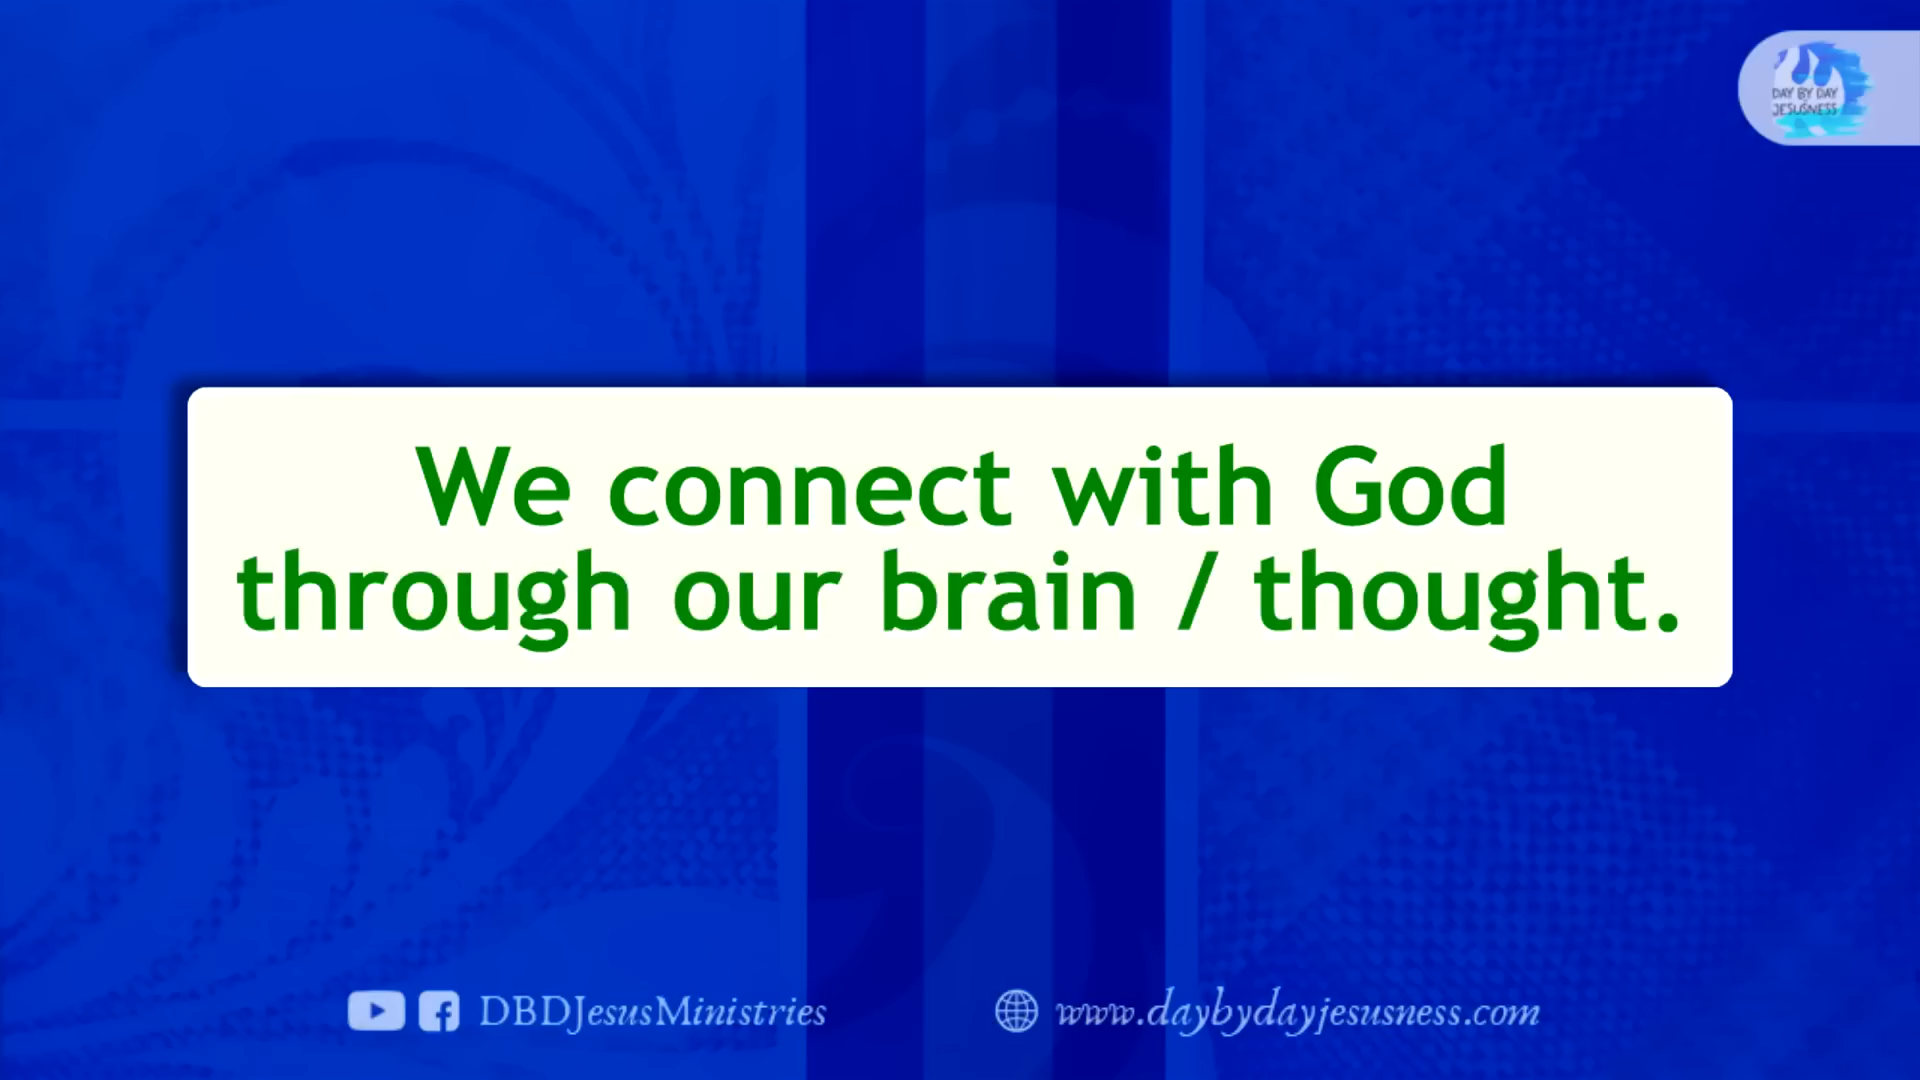 DAY BY DAY
JESUSNESS
We connect with God
through our brain / thought.
DBDJesusMinistries
www.daybydayjesusness.com